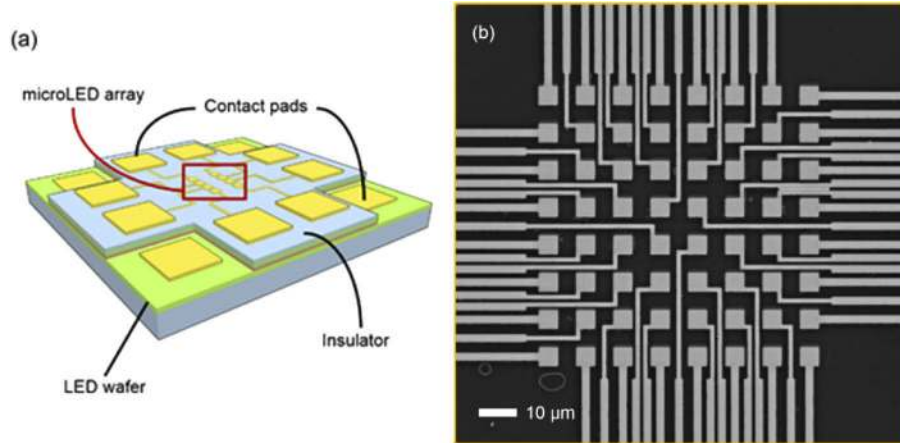 (a)
microLED array
Contact pads
Insulator
LED wafer
(b)
10 µm